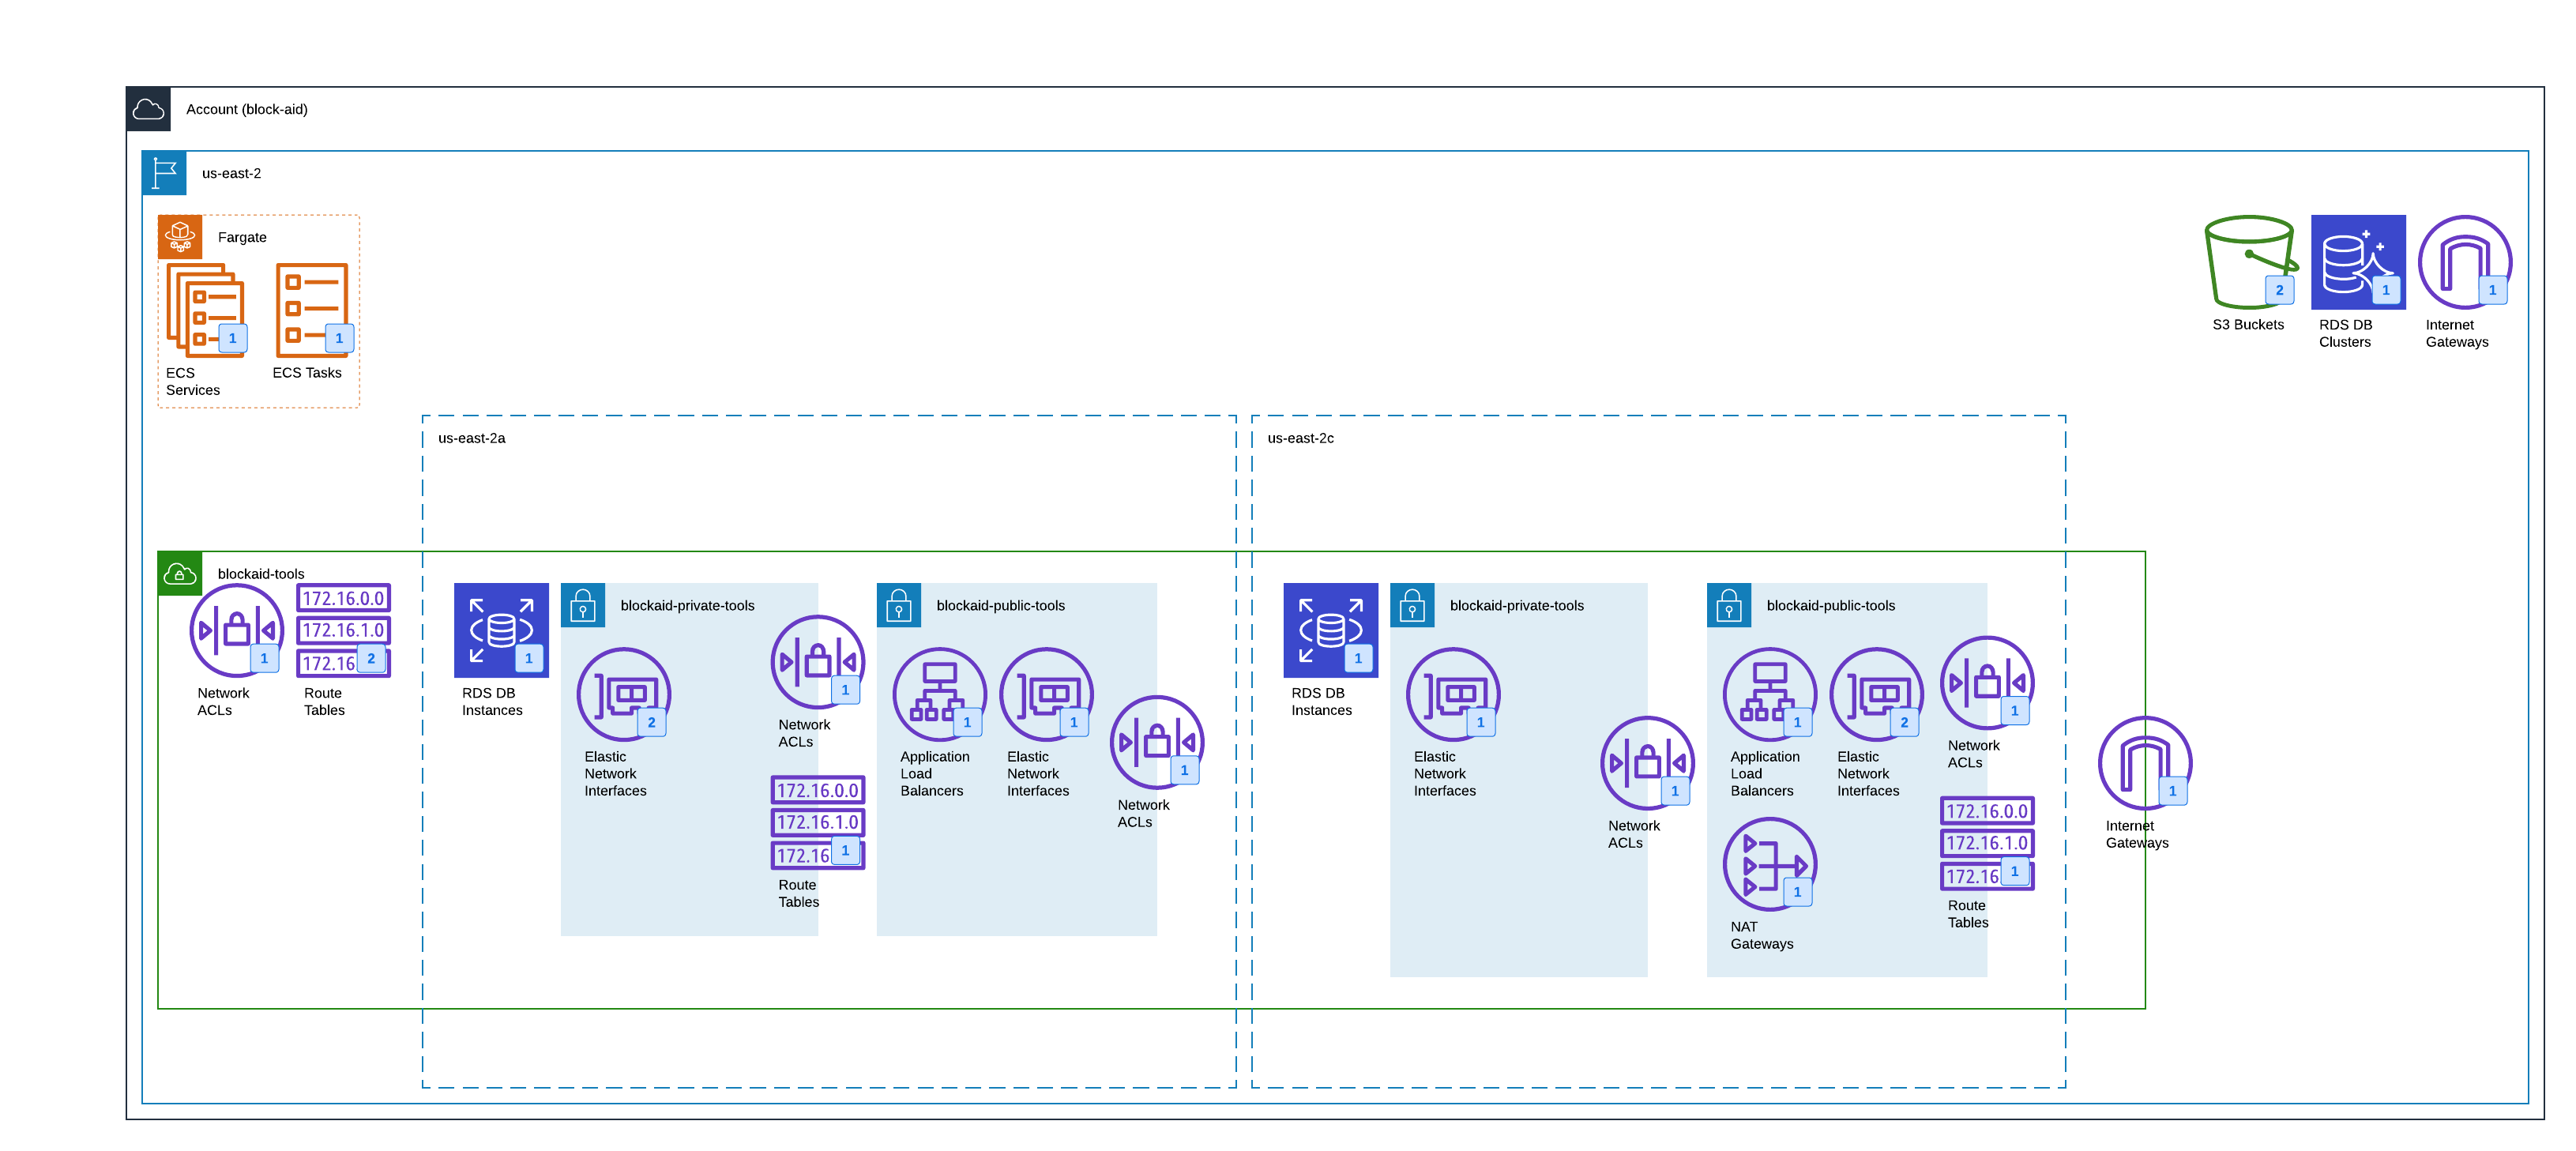 Account (block-aid)
us-east-2
Fargate
1
1
ECS
Services
ECS Tasks
2
1
1
S3 Buckets
RDS DB
Clusters
Internet
Gateways
us-east-2a
us-east-2c
blockaid-tools
1
Network
ACLs
172.16.0.0
172.16.1.0
172.16
2
Route
Tables
1
RDS DB
Instances
blockaid-private-tools
2
Elastic
Network
Interfaces
1
Network
ACLs
172.16.0.0
172.16.1.0
172.16
1
Route
Tables
blockaid-public-tools
1
Application
Load
Balancers
1
Elastic
Network
Interfaces
1
Network
ACLs
1
RDS DB
Instances
blockaid-private-tools
1
Elastic
Network
Interfaces
1
Network
ACLs
blockaid-public-tools
1
Application
Load
Balancers
2
Elastic
Network
Interfaces
1
Network
ACLs
1
NAT
Gateways
172.16.0.0
172.16.1.0
172.16
1
Route
Tables
1
Internet
Gateways